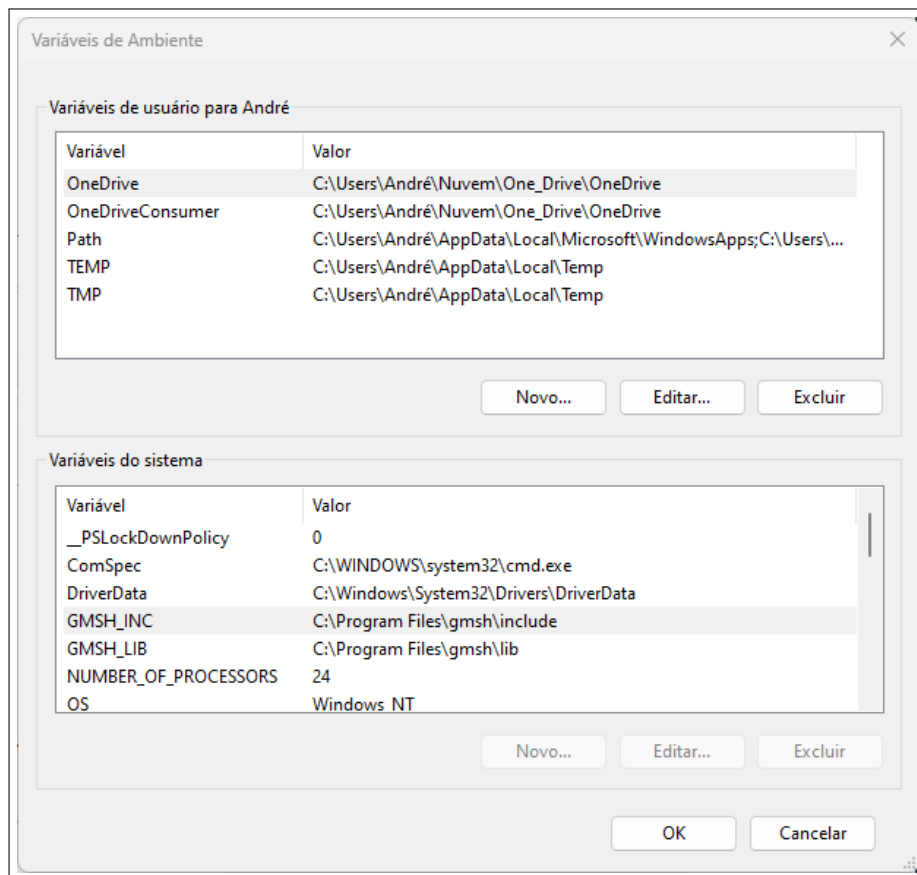 Variáveis de Ambiente
Variáveis de usuário para André
Variável Valor
OneDrive C:\Users\André\Nuvem\One_Drive\OneDrive
OneDriveConsumer C:\Users\André\Nuvem\One_Drive\OneDrive
Path C:\Users\André\AppData\Local\Microsoft\WindowsApps;C:\Users\...
TEMP C:\Users\André\AppData\Local\Temp
TMP C:\Users\André\AppData\Local\Temp
Novo... Editar... Excluir
Variáveis do sistema
Variável Valor
__PSLockDownPolicy 0
ComSpec C:\WINDOWS\system32\cmd.exe
DriverData C:\Windows\System32\Drivers\DriverData
GMSH_INC C:\Program Files\gmsh\include
GMSH_LIB C:\Program Files\gmsh\lib
NUMBER_OF_PROCESSORS 24
OS Windows_NT
Novo... Editar... Excluir
OK Cancelar